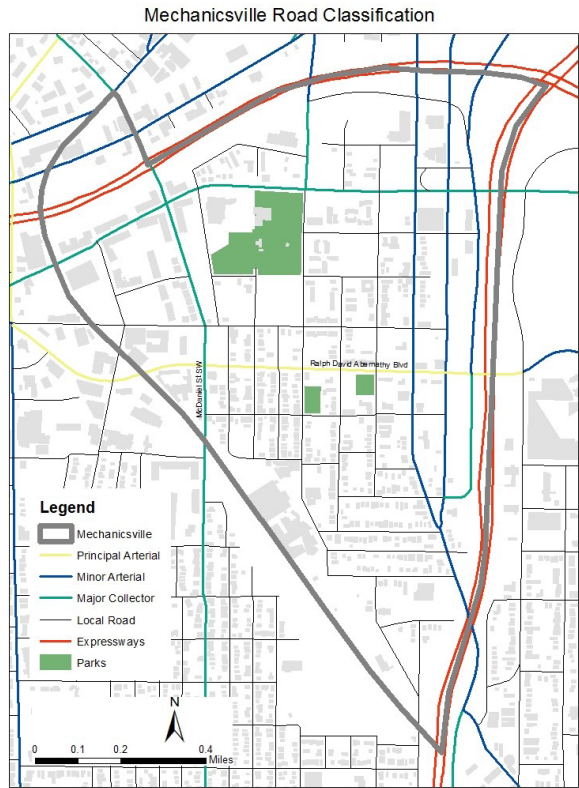 Mechanicsville Road Classification
Ralph David Abernathy Blvd
McDaniel St SW
Legend
Mechanicsville
Principal Arterial
Minor Arterial
Major Collector
Local Road
Expressways
Parks
N
0 0.1 0.2 0.4
Miles